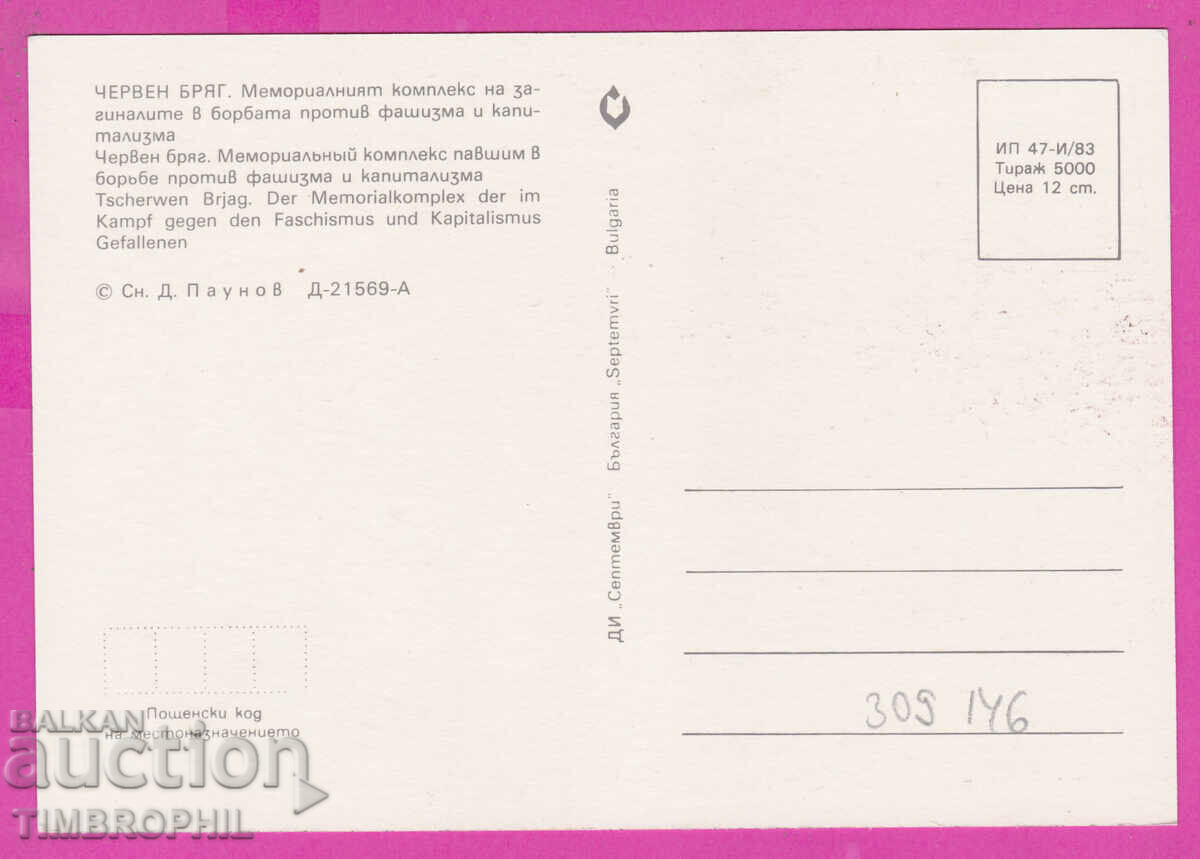 ЧЕРВЕН БРЯГ. Мемориалният комплекс на за-
гиналите в борбата против фашизма и капи-
тализма
Червен бряг. Мемориальный комплекс павшим в
борьбе против фашизма и капитализма
Tscherwen Brjag. Der Memorialkomplex der im
Kampf gegen den Faschismus und Kapitalismus
Gefallenen
© Сн. Д. Паунов Д-21569-А
Пощенски код
на местоназначението
ДИ „Септември" България „Septemvri" Bulgaria
ИП 47-И/83
Тираж 5000
Цена 12 ст.
309 146
BALKAN
auction
TIMBROPHIL